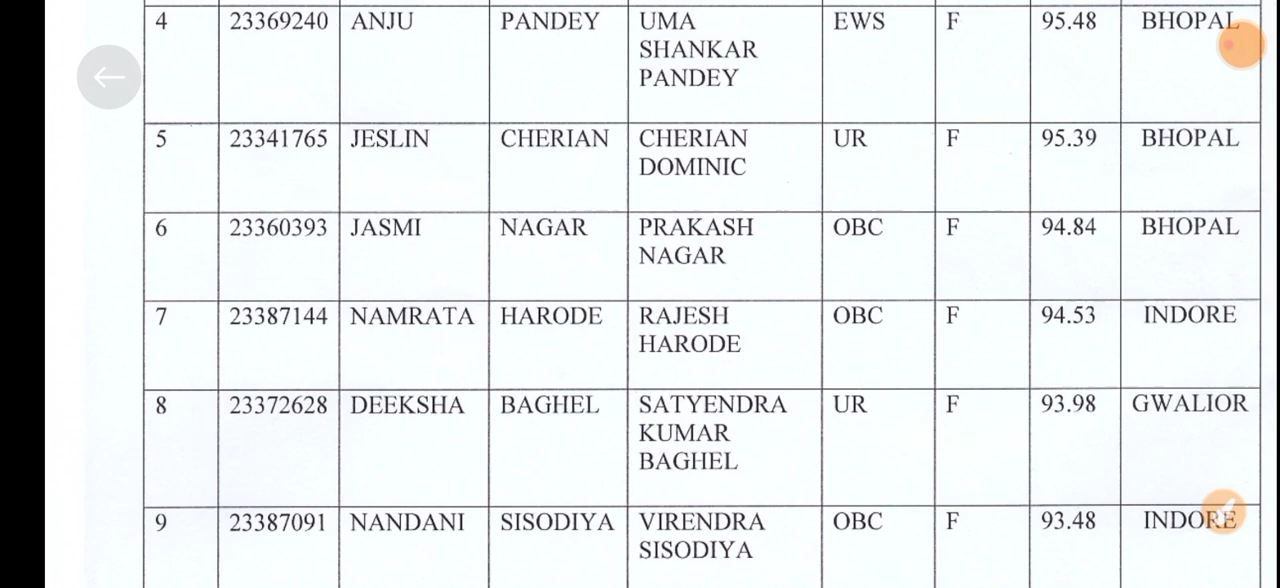 4 23369240 ANJU PANDEY UMA EWS F 95.48 BHOPAL
SHANKAR
PANDEY
5 23341765 JESLIN CHERIAN CHERIAN UR F 95.39 BHOPAL
DOMINIC
6 23360393 JASMI NAGAR PRAKASH OBC F 94.84 BHOPAL
NAGAR
7 23387144 NAMRATA HARODE RAJESH OBC F 94.53 INDORE
HARODE
8 23372628 DEEKSHA BAGHEL SATYENDRA UR F 93.98 GWALIOR
KUMAR
BAGHEL
9 23387091 NANDANI SISODIYA VIRENDRA OBC F 93.48 INDORE
SISODIYA